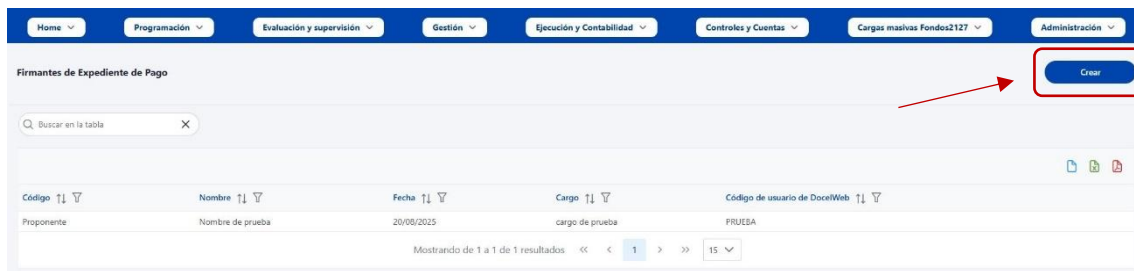 Home Programación Evaluación y supervisión Gestión Ejecución y Contabilidad Controles y Cuentas Cargas masivas Fondos2127 Administración
Firmantes de Expediente de Pago Crear
Buscar en la tabla
Código Nombre Fecha Cargo Código de usuario de DocelWeb
Proponente Nombre de prueba 20/08/2025 cargo de prueba PRUEBA
Mostrando de 1 a 1 de 1 resultados << < 1 > >> 15